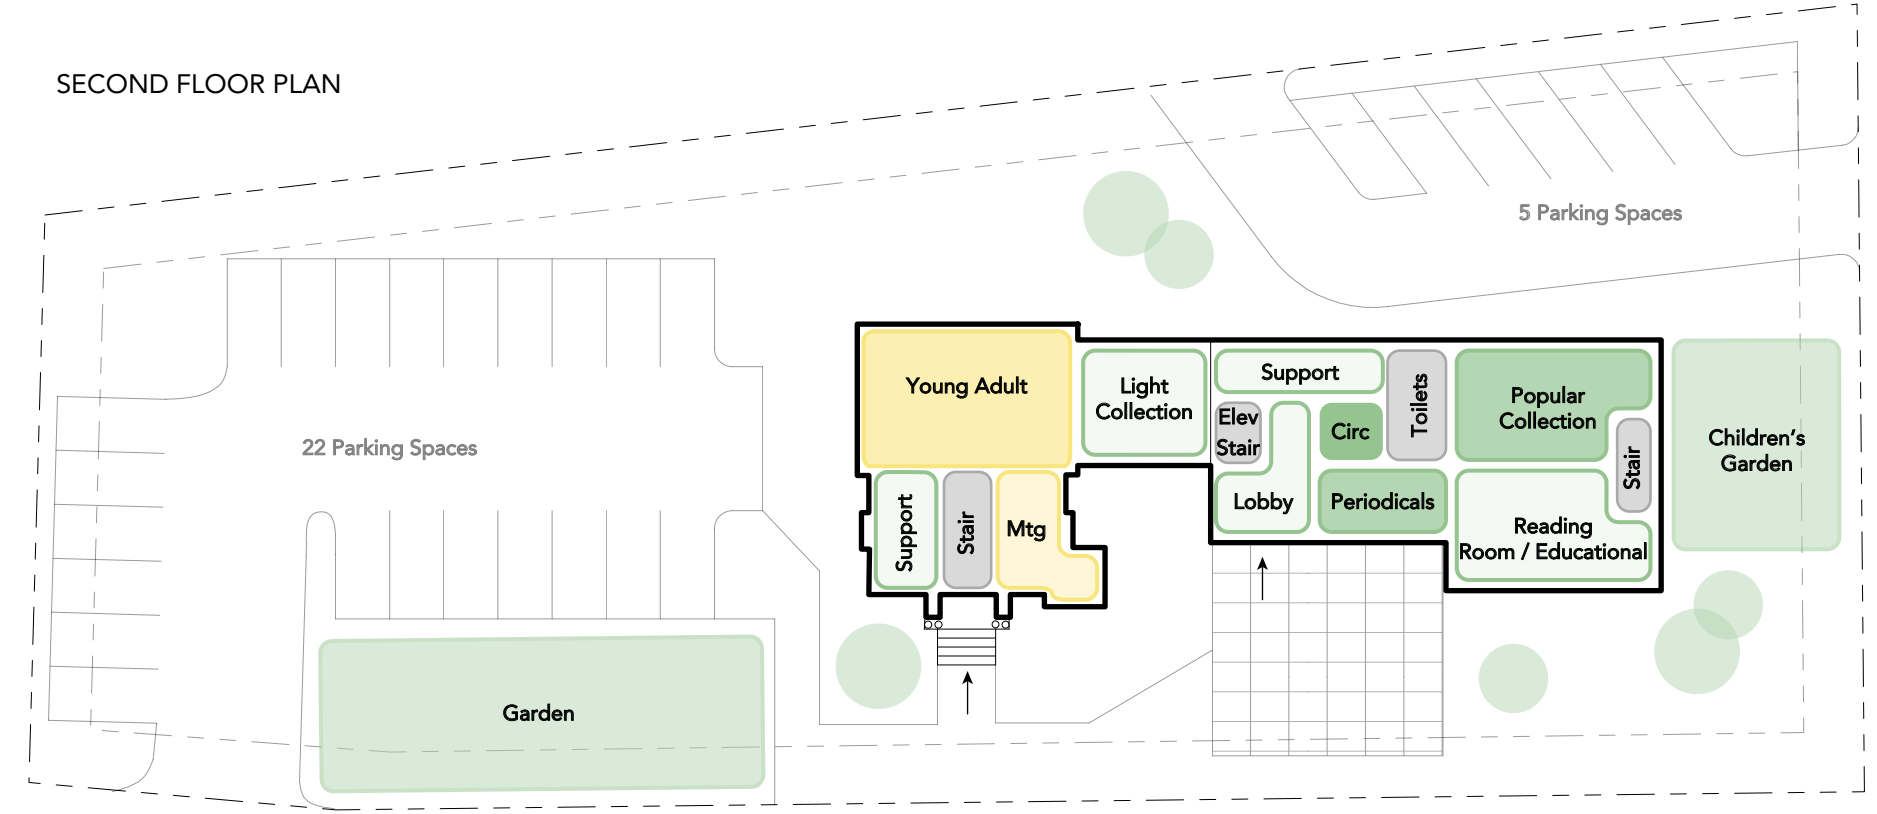 SECOND FLOOR PLAN
5 Parking Spaces
22 Parking Spaces
Young Adult
Light
Collection
Support
Elev
Stair
Circ
Toilets
Popular
Collection
Stair
Children's
Garden
Lobby
Periodicals
Reading
Room / Educational
Support
Stair
Mtg
Garden